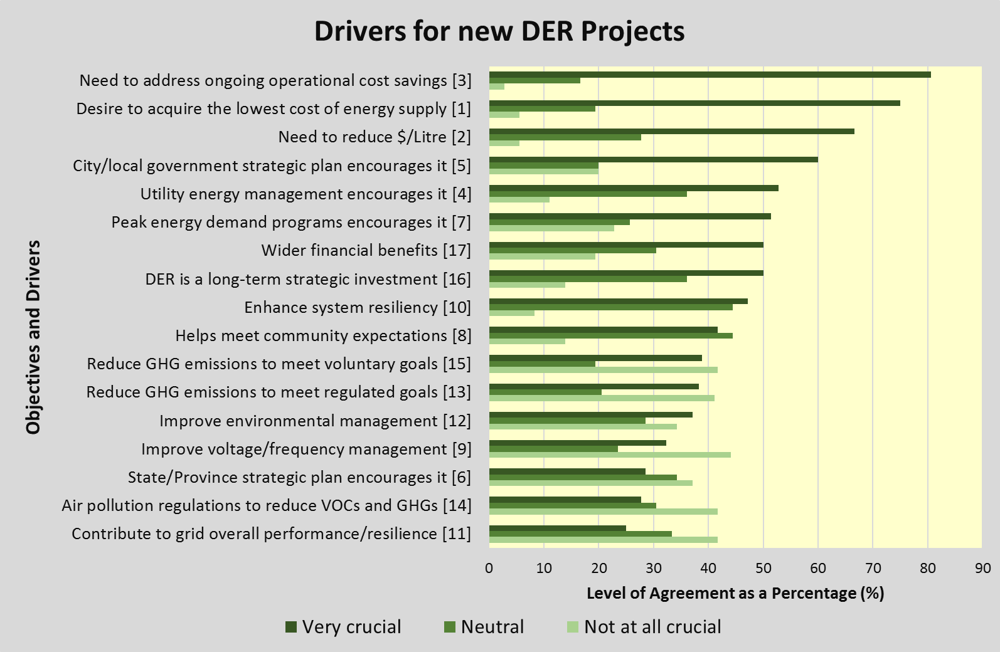 Drivers for new DER Projects
Objectives and Drivers
Need to address ongoing operational cost savings [3]
Desire to acquire the lowest cost of energy supply [1]
Need to reduce $/Litre [2]
City/local government strategic plan encourages it [5]
Utility energy management encourages it [4]
Peak energy demand programs encourages it [7]
Wider financial benefits [17]
DER is a long-term strategic investment [16]
Enhance system resiliency [10]
Helps meet community expectations [8]
Reduce GHG emissions to meet voluntary goals [15]
Reduce GHG emissions to meet regulated goals [13]
Improve environmental management [12]
Improve voltage/frequency management [9]
State/Province strategic plan encourages it [6]
Air pollution regulations to reduce VOCs and GHGs [14]
Contribute to grid overall performance/resilience [11]
0 10 20 30 40 50 60 70 80 90
Level of Agreement as a Percentage (%)
Very crucial Neutral Not at all crucial